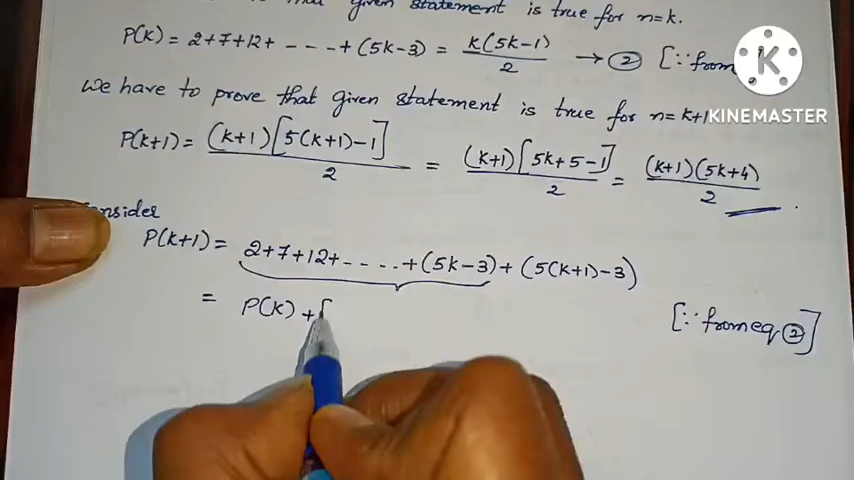 given statement is true for n=k.
P(k) = 2+7+12+ - - - - + (5k-3) = k(5k-1)/2 → ② [∵ from
we have to prove that given statement is true for n=k+1
KINEMASTER
P(k+1) = (k+1)[5(k+1)-1]/2 = (k+1)[5k+5-1]/2 = (k+1)(5k+4)/2.
P(k+1) = 2+7+12+ - - - - - + (5k-3) + (5(k+1)-3)
= P(k) + [∵ from eq ②]